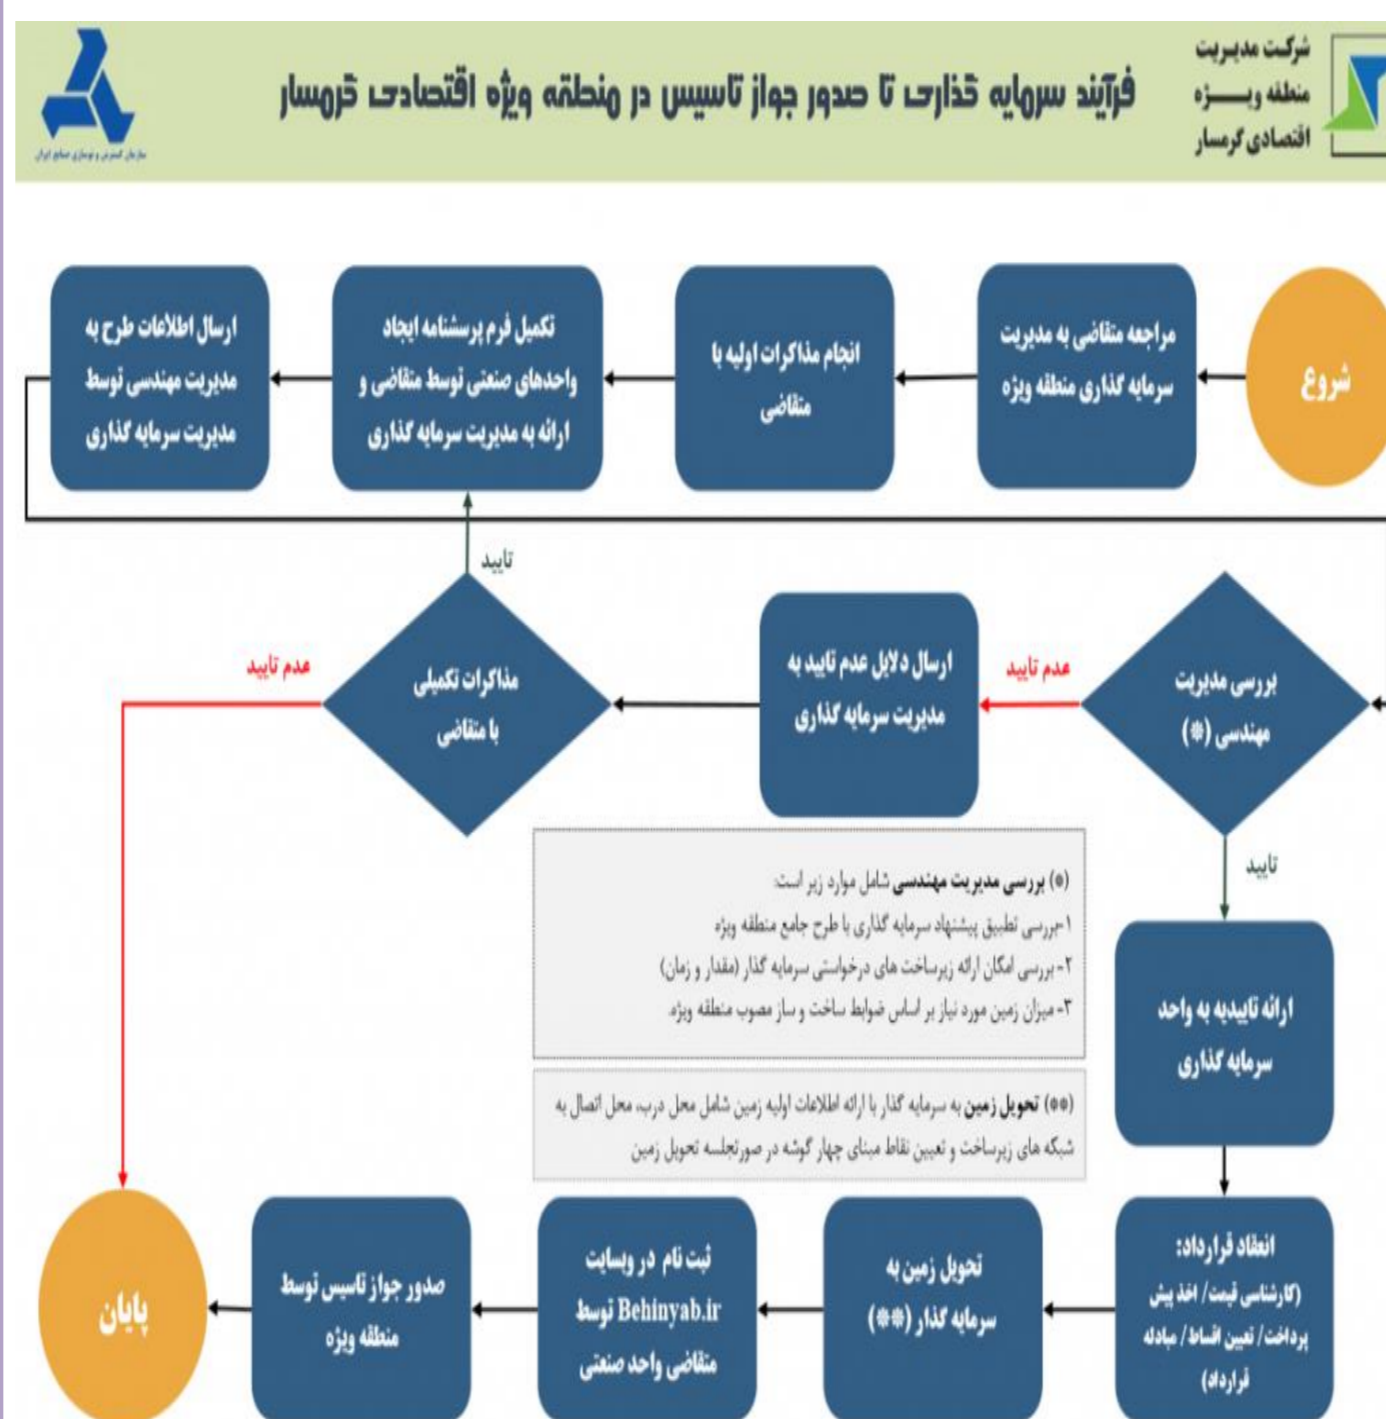 شرکت مدیریت
منطقه ویــــژه
اقتصادی گرمسار
فرآیند سرمایه گذاری تا صدور جواز تاسیس در منطقه ویژه اقتصادی گرمسار
سازمان گسترش و نوسازی صنایع ایران
شروع
مراجعه متقاضی به مدیریت
سرمایه گذاری منطقه ویژه
انجام مذاکرات اولیه با
متقاضی
تکمیل فرم پرسشنامه ایجاد
واحدهای صنعتی توسط متقاضی و
ارائه به مدیریت سرمایه گذاری
ارسال اطلاعات طرح به
مدیریت مهندسی توسط
مدیریت سرمایه گذاری
بررسی مدیریت
مهندسی (*)
عدم تایید
ارسال دلایل عدم تایید به
مدیریت سرمایه گذاری
مذاکرات تکمیلی
با متقاضی
تایید
عدم تایید
تایید
(*) بررسی مدیریت مهندسی شامل موارد زیر است:
۱-بررسی تطبیق پیشنهاد سرمایه گذاری با طرح جامع منطقه ویژه
۲- بررسی امکان ارائه زیرساخت های درخواستی سرمایه گذار (مقدار و زمان)
۳- میزان زمین مورد نیاز بر اساس ضوابط ساخت و ساز مصوب منطقه ویژه.
ارائه تاییدیه به واحد
سرمایه گذاری
(**) تحویل زمین به سرمایه گذار با ارائه اطلاعات اولیه زمین شامل محل درب، محل اتصال به
شبکه های زیرساخت و تعیین نقاط مبنای چهار گوشه در صورتجلسه تحویل زمین
انعقاد قرارداد:
(کارشناسی قیمت/ اخذ پیش
پرداخت/ تعیین اقساط/ مبادله
قرارداد)
تحویل زمین به
سرمایه گذار (**)
ثبت نام در وبسایت
Behinyab.ir توسط
متقاضی واحد صنعتی
صدور جواز تاسیس توسط
منطقه ویژه
پایان